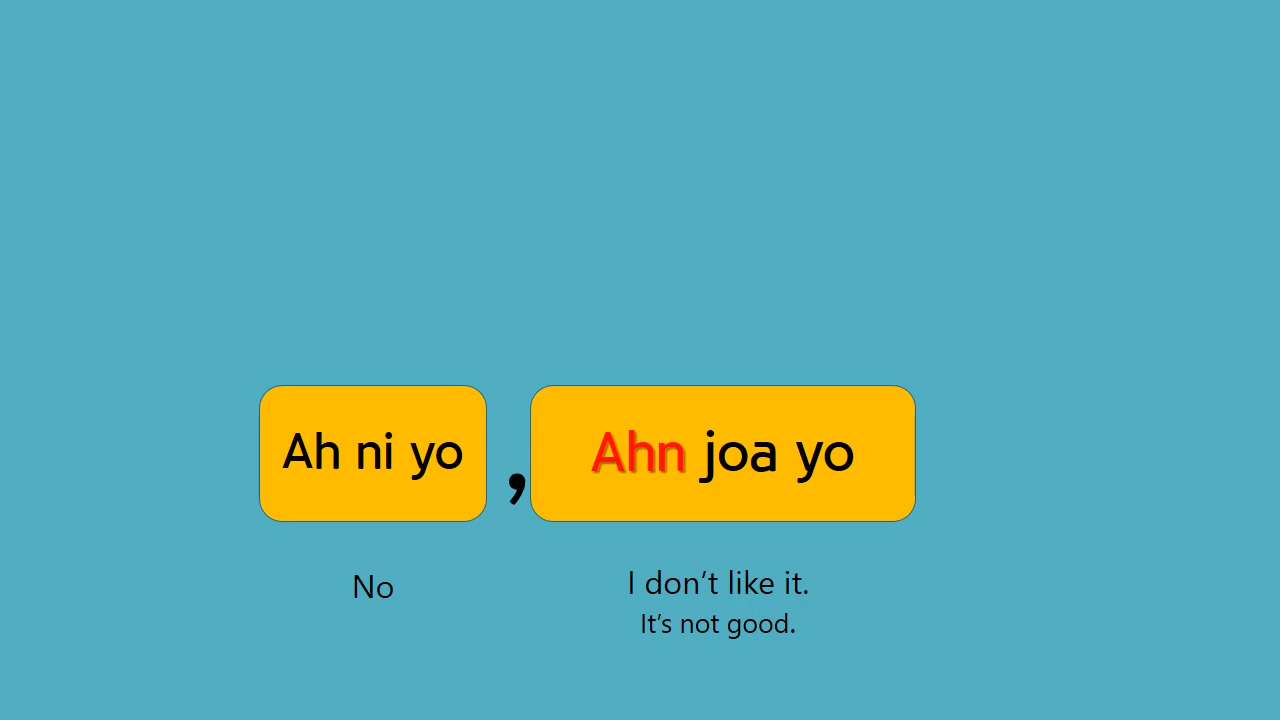 Ah ni yo , Ahn joa yo
No
I don’t like it.
It’s not good.